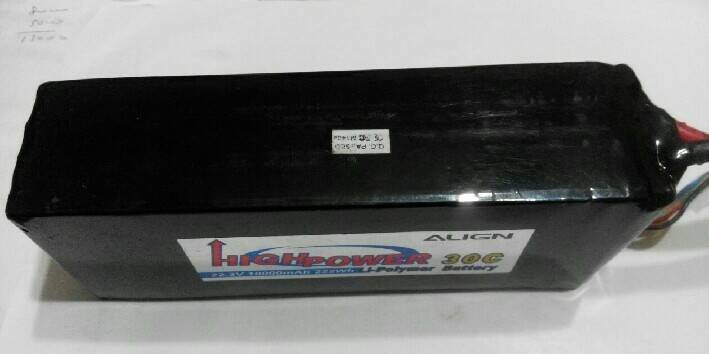 Q.C.PASSED
ALIGN
HIGHPOWER 30C
22.2V 10000mAh 222Wh Li-Polymer Battery